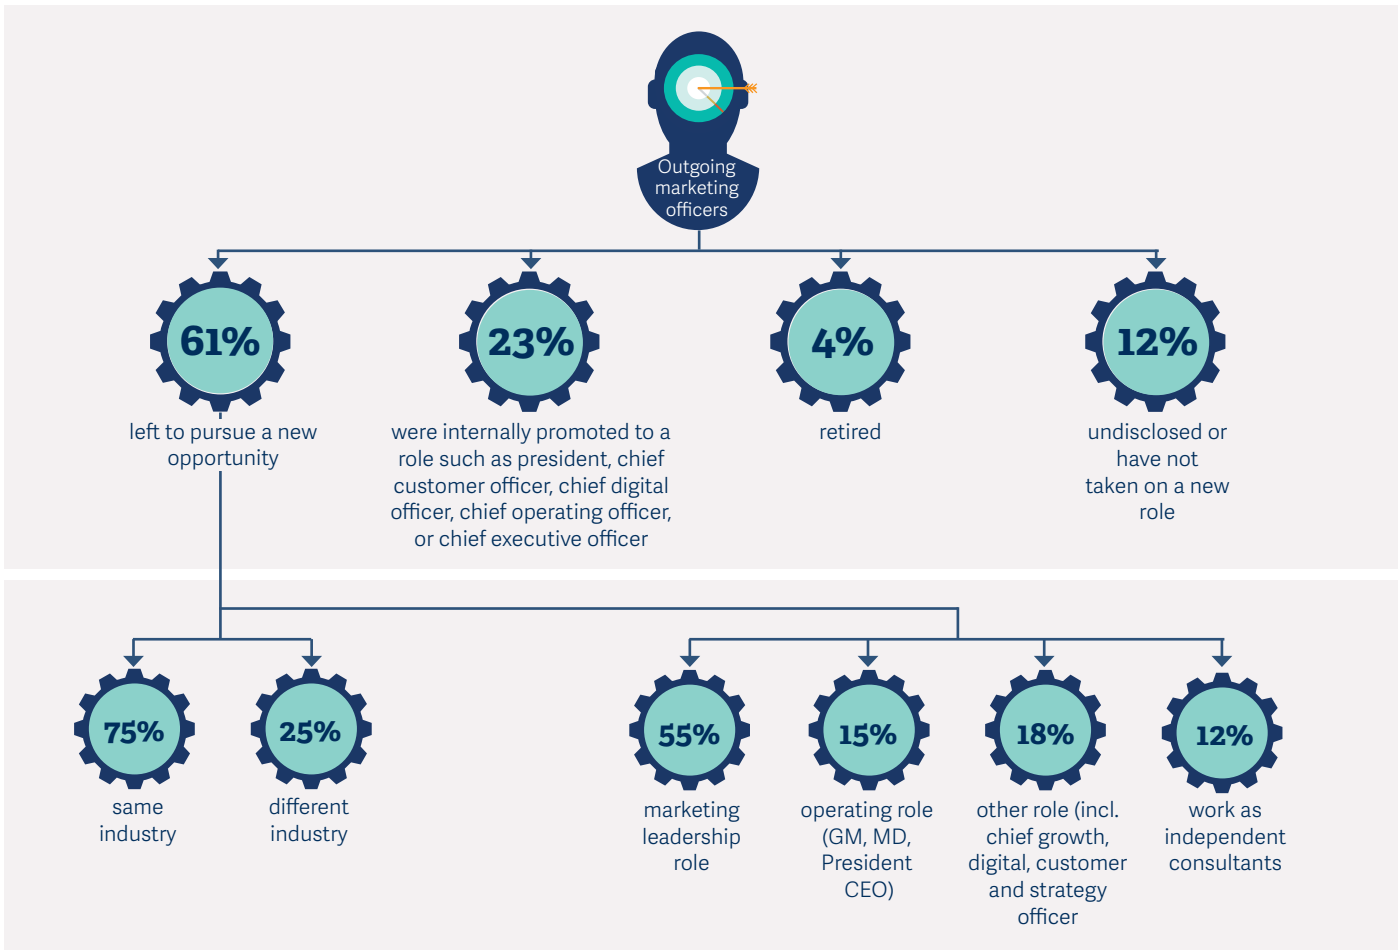 Outgoing
marketing
officers
61%
left to pursue a new
opportunity
23%
were internally promoted to a
role such as president, chief
customer officer, chief digital
officer, chief operating officer,
or chief executive officer
4%
retired
12%
undisclosed or
have not
taken on a new
role
75%
same
industry
25%
different
industry
55%
marketing
leadership
role
15%
operating role
(GM, MD,
President
CEO)
18%
other role (incl.
chief growth,
digital, customer
and strategy
officer
12%
work as
independent
consultants